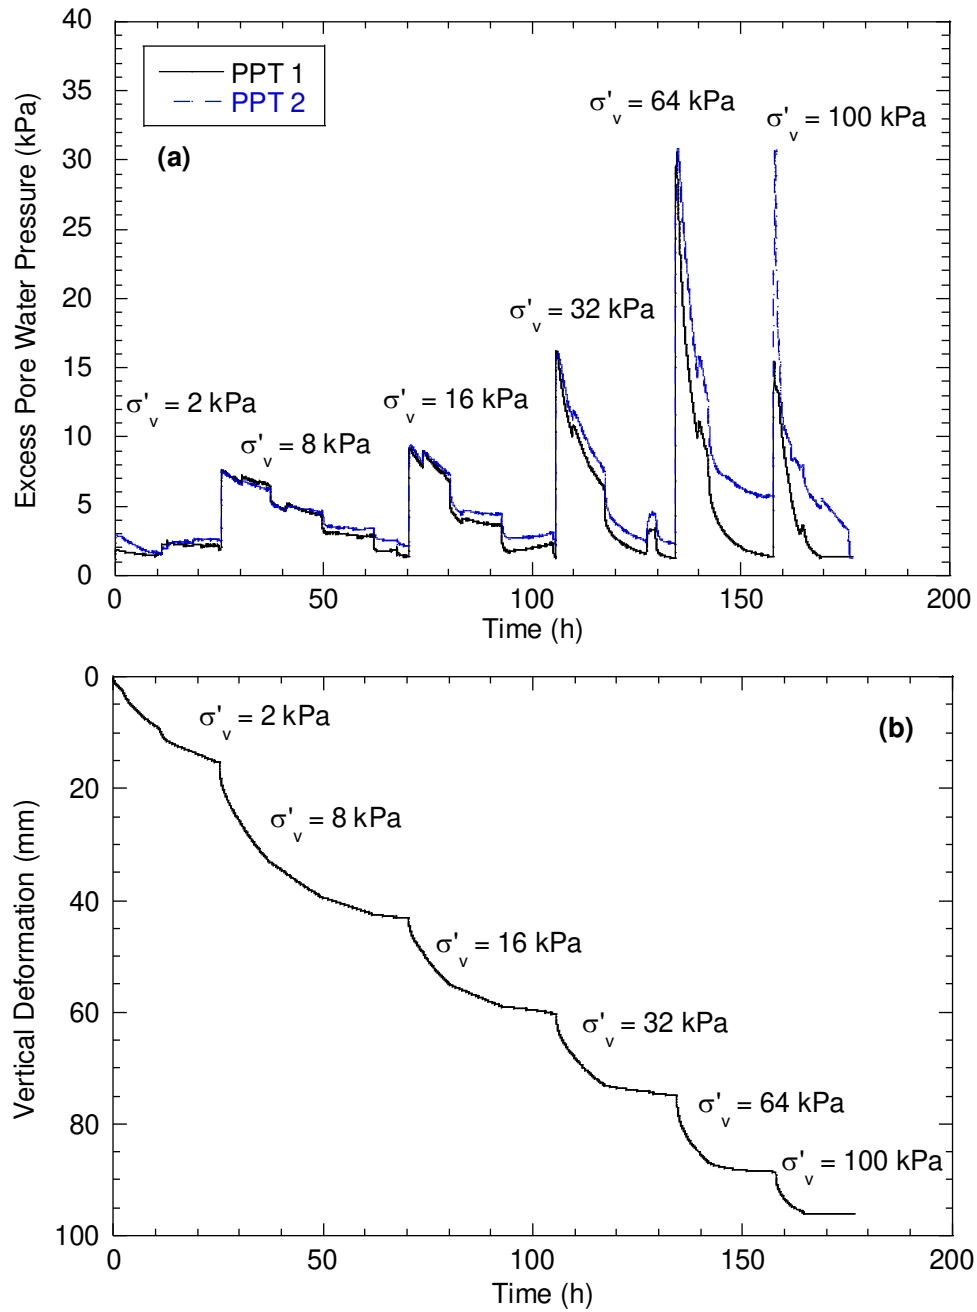 40
35
30
25
20
15
10
5
0
Excess Pore Water Pressure (kPa)
PPT 1
PPT 2
(a)
σ'v = 2 kPa
σ'v = 8 kPa
σ'v = 16 kPa
σ'v = 32 kPa
σ'v = 64 kPa
σ'v = 100 kPa
0 50 100 150 200
Time (h)
0
20
40
60
80
100
Vertical Deformation (mm)
(b)
σ'v = 2 kPa
σ'v = 8 kPa
σ'v = 16 kPa
σ'v = 32 kPa
σ'v = 64 kPa
σ'v = 100 kPa
0 50 100 150 200
Time (h)